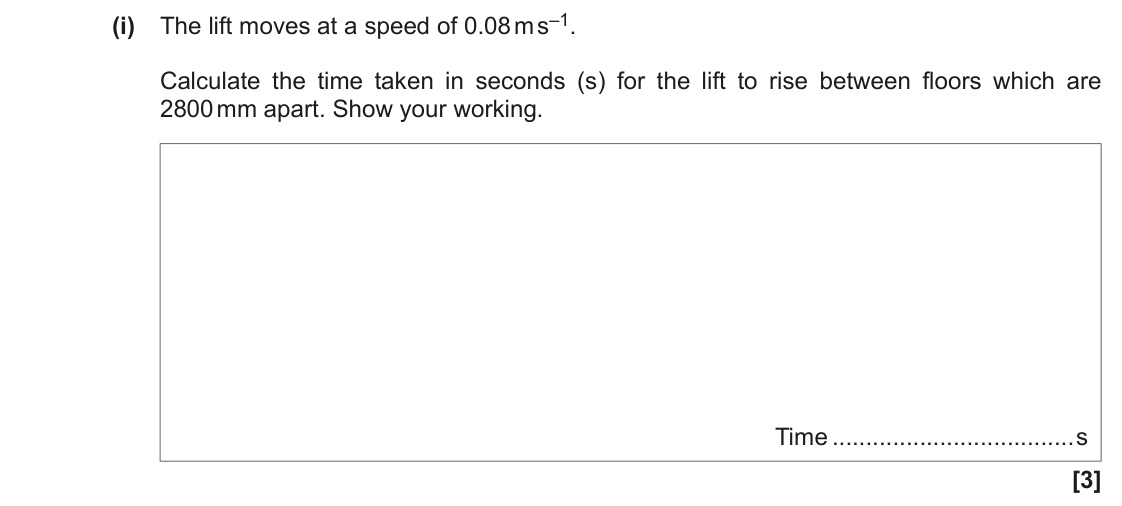 (i) The lift moves at a speed of 0.08 m s⁻¹.
Calculate the time taken in seconds (s) for the lift to rise between floors which are
2800 mm apart. Show your working.
Time ....................................s
[3]